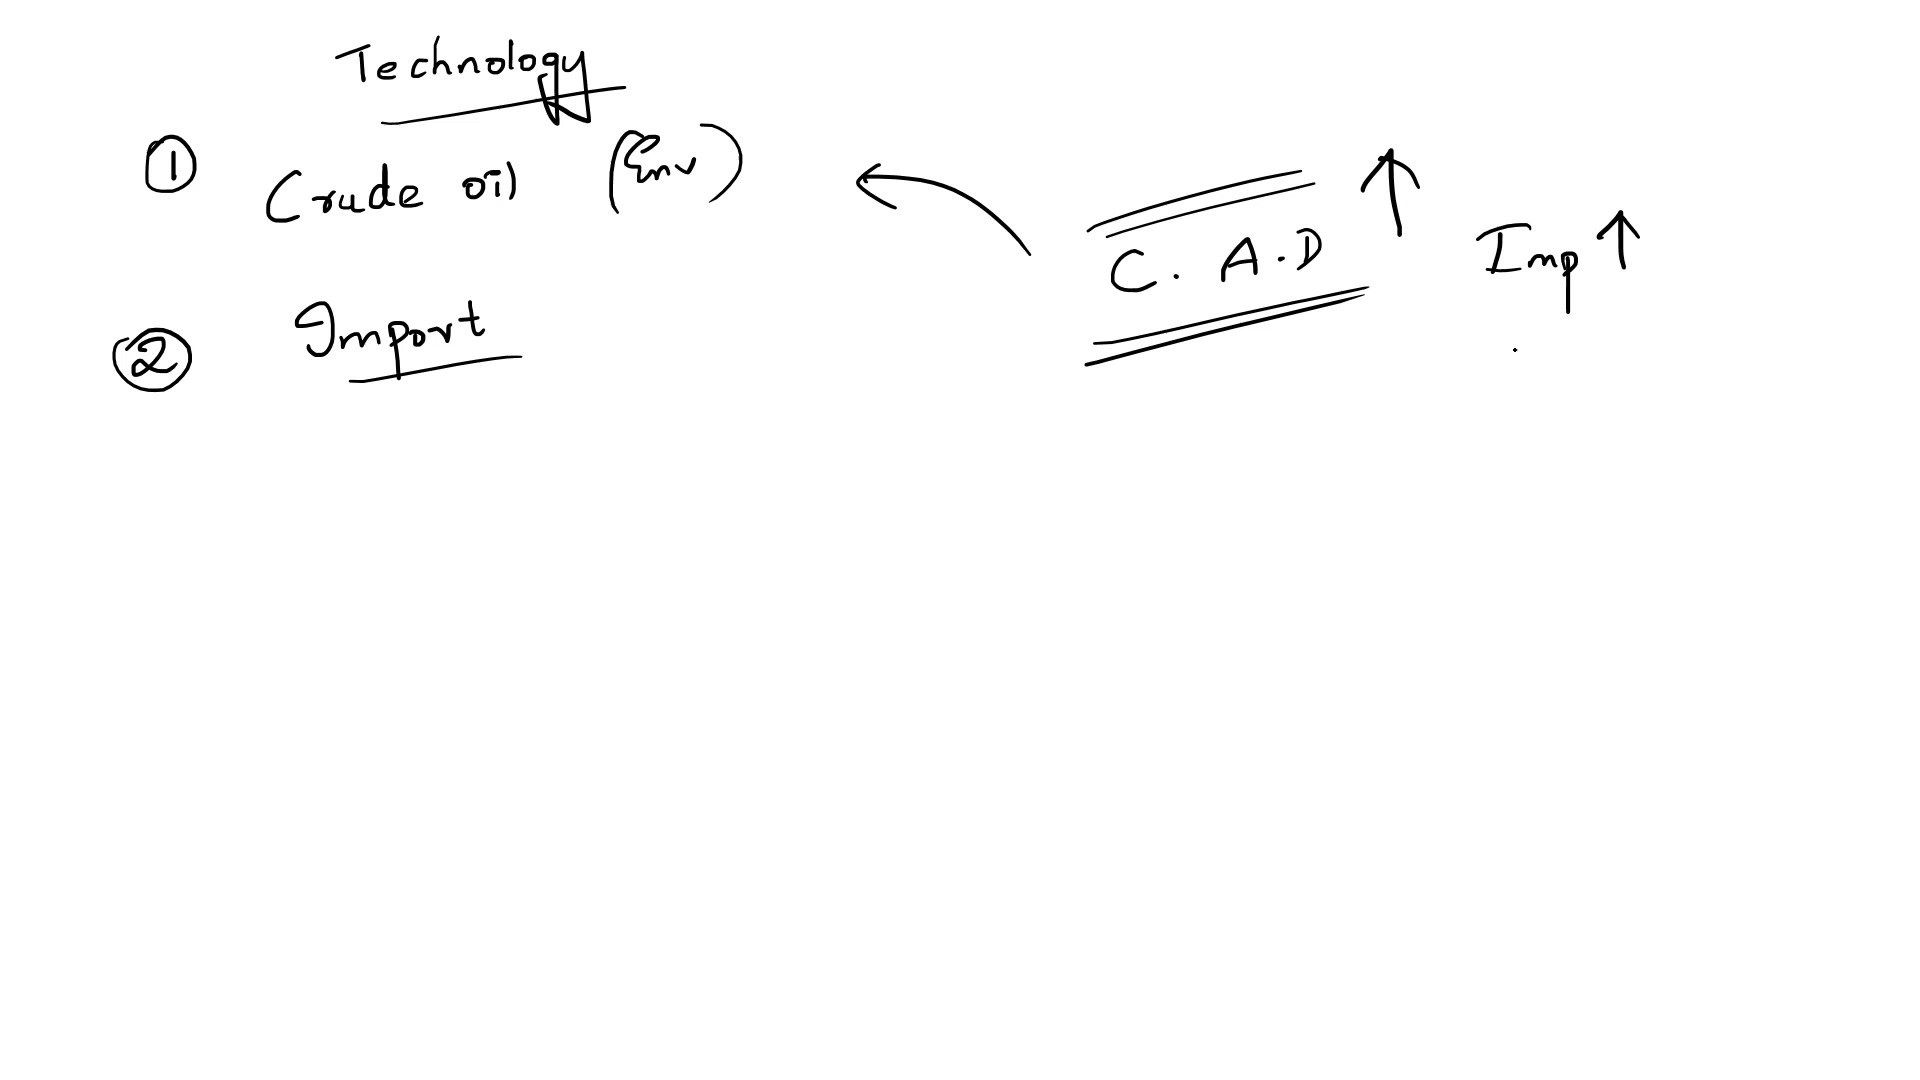 Technology
① Crude oil (Env)
C. A. D ↑ Imp ↑
② Import